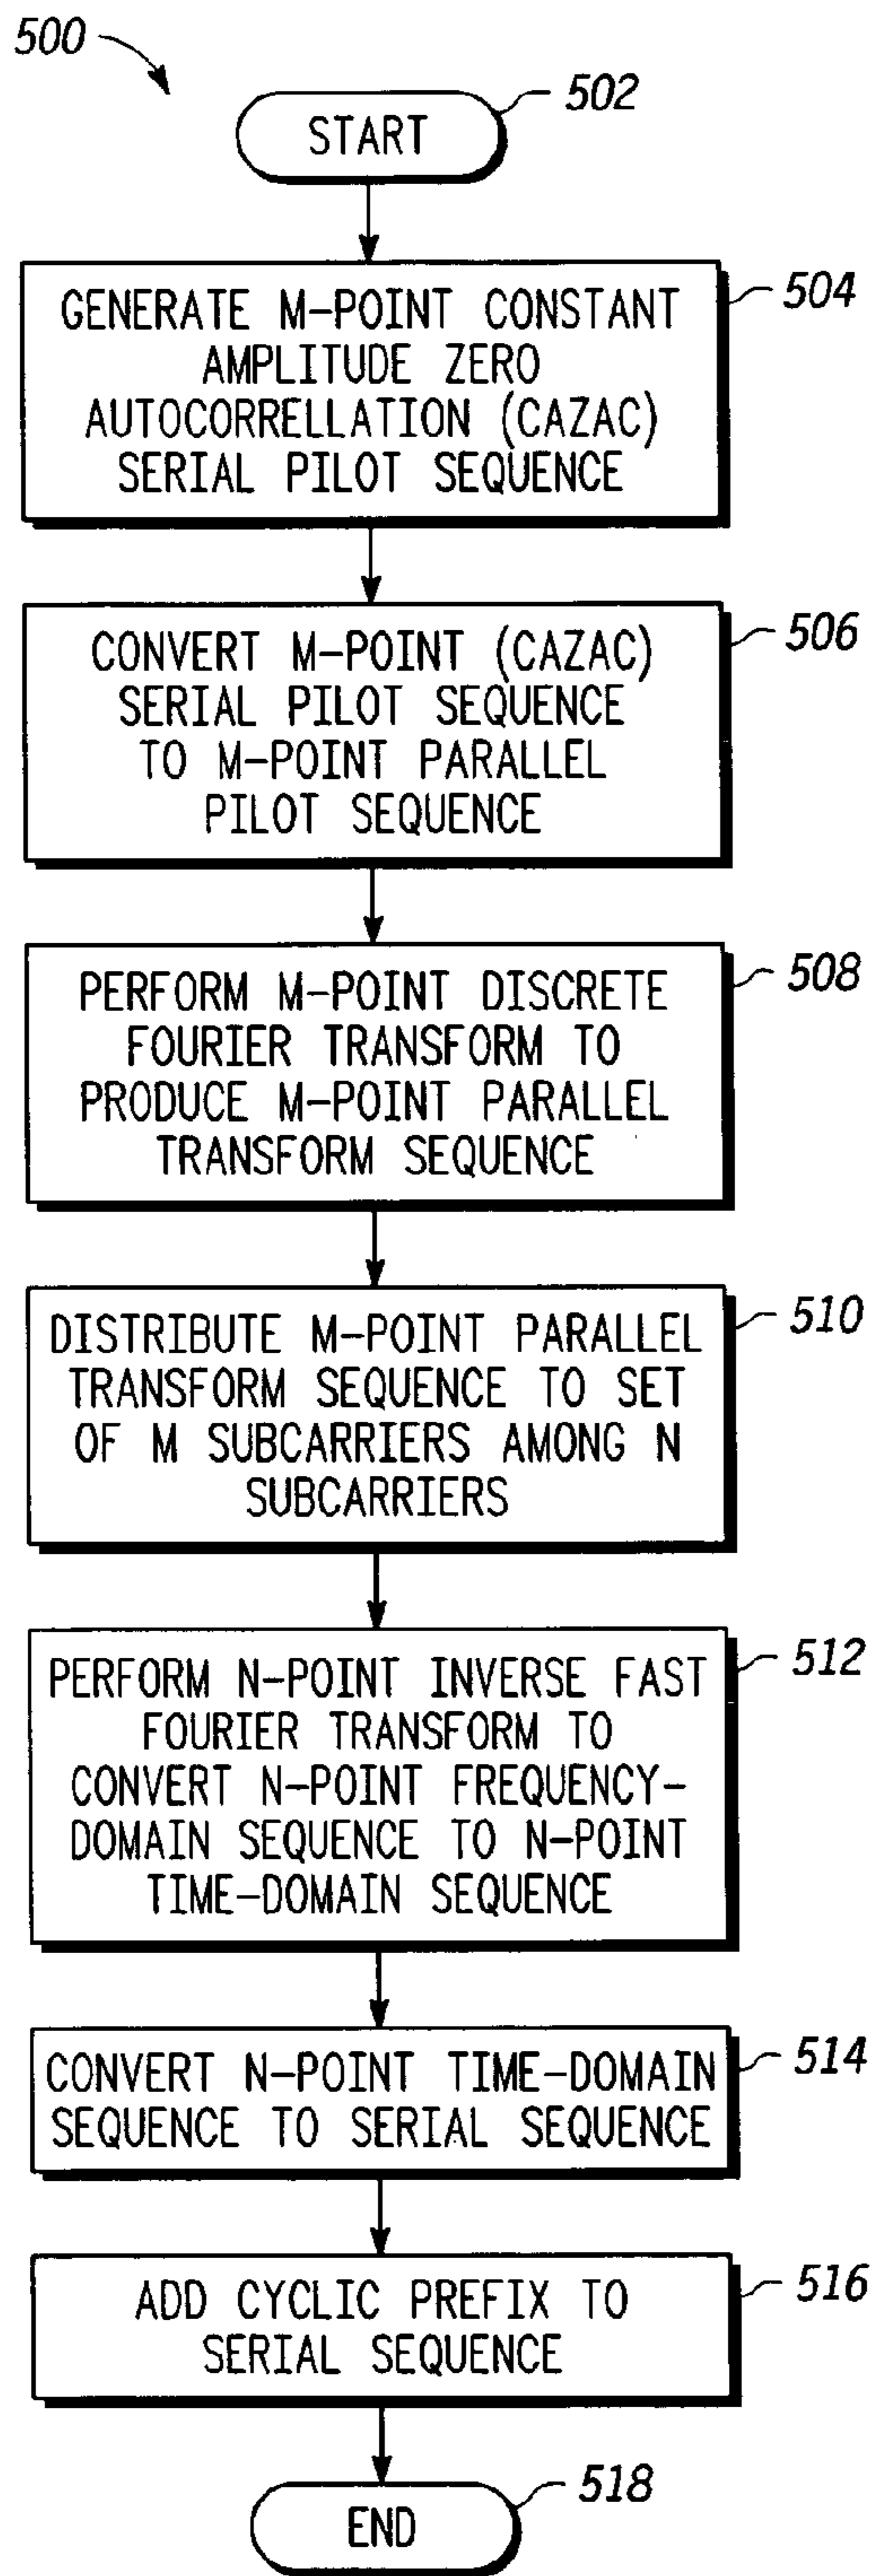 500
502
START
504
GENERATE M-POINT CONSTANT
AMPLITUDE ZERO
AUTOCORRELLATION (CAZAC)
SERIAL PILOT SEQUENCE
506
CONVERT M-POINT (CAZAC)
SERIAL PILOT SEQUENCE
TO M-POINT PARALLEL
PILOT SEQUENCE
508
PERFORM M-POINT DISCRETE
FOURIER TRANSFORM TO
PRODUCE M-POINT PARALLEL
TRANSFORM SEQUENCE
510
DISTRIBUTE M-POINT PARALLEL
TRANSFORM SEQUENCE TO SET
OF M SUBCARRIERS AMONG N
SUBCARRIERS
512
PERFORM N-POINT INVERSE FAST
FOURIER TRANSFORM TO
CONVERT N-POINT FREQUENCY-
DOMAIN SEQUENCE TO N-POINT
TIME-DOMAIN SEQUENCE
514
CONVERT N-POINT TIME-DOMAIN
SEQUENCE TO SERIAL SEQUENCE
516
ADD CYCLIC PREFIX TO
SERIAL SEQUENCE
518
END